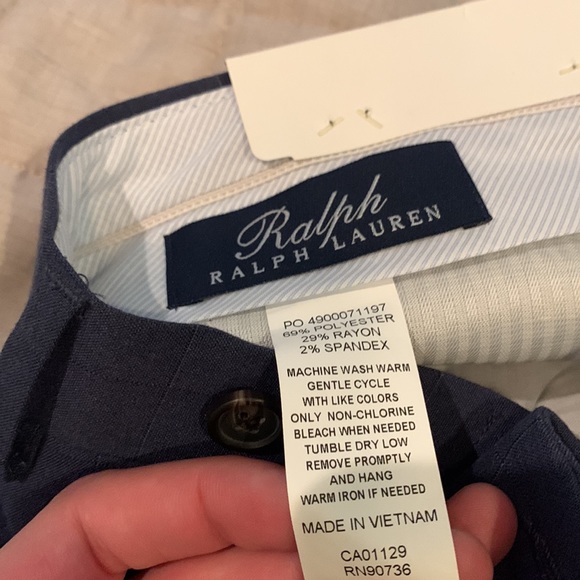 Ralph
RALPH LAUREN
PO 4900071197
69% POLYESTER
29% RAYON
2% SPANDEX
MACHINE WASH WARM
GENTLE CYCLE
WITH LIKE COLORS
ONLY NON-CHLORINE
BLEACH WHEN NEEDED
TUMBLE DRY LOW
REMOVE PROMPTLY
AND HANG
WARM IRON IF NEEDED
MADE IN VIETNAM
CA01129
RN90736